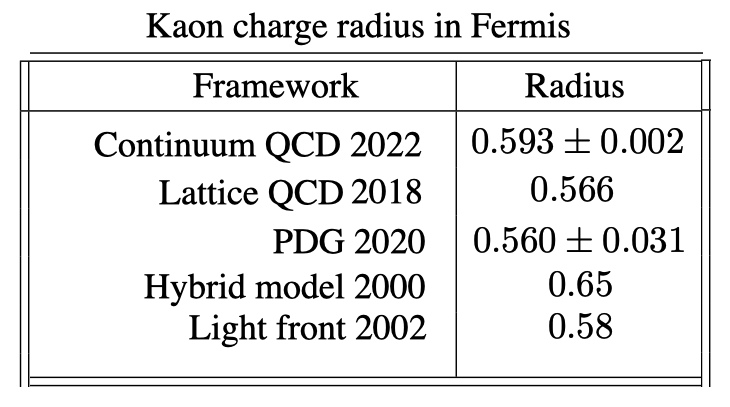 Kaon charge radius in Fermis
Framework Radius
Continuum QCD 2022 0.593 ± 0.002
Lattice QCD 2018 0.566
PDG 2020 0.560 ± 0.031
Hybrid model 2000 0.65
Light front 2002 0.58